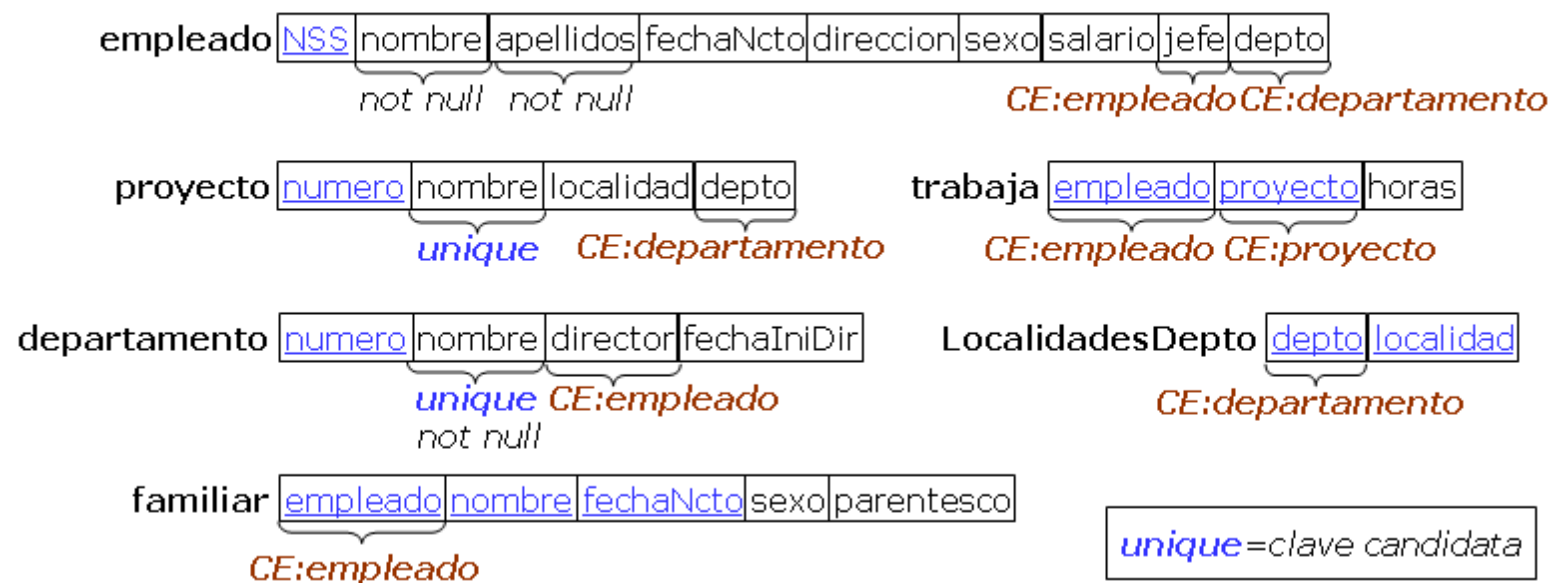 empleado NSS nombre apellidos fechaNcto direccion sexo salario jefe depto
not null not null CE:empleado CE:departamento
proyecto numero nombre localidad depto
unique CE:departamento
trabaja empleado proyecto horas
CE:empleado CE:proyecto
departamento numero nombre director fechaIniDir
unique CE:empleado
not null
LocalidadesDepto depto localidad
CE:departamento
familiar empleado nombre fechaNcto sexo parentesco
CE:empleado
unique=clave candidata